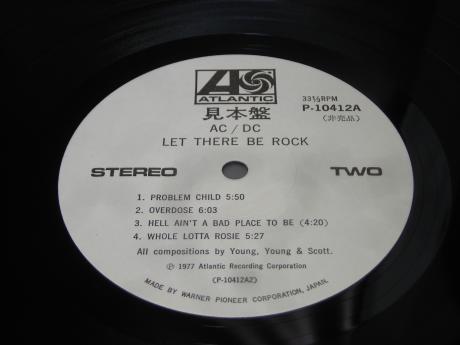 ATLANTIC
33⅓RPM
P-10412A
(非売品)
見本盤
AC/DC
LET THERE BE ROCK
STEREO TWO
1. PROBLEM CHILD 5:50
2. OVERDOSE 6:03
3. HELL AIN'T A BAD PLACE TO BE (4:20)
4. WHOLE LOTTA ROSIE 5:27
All compositions by Young, Young & Scott.
Ⓟ 1977 Atlantic Recording Corporation
(P-10412A2)
MADE BY WARNER PIONEER CORPORATION, JAPAN.